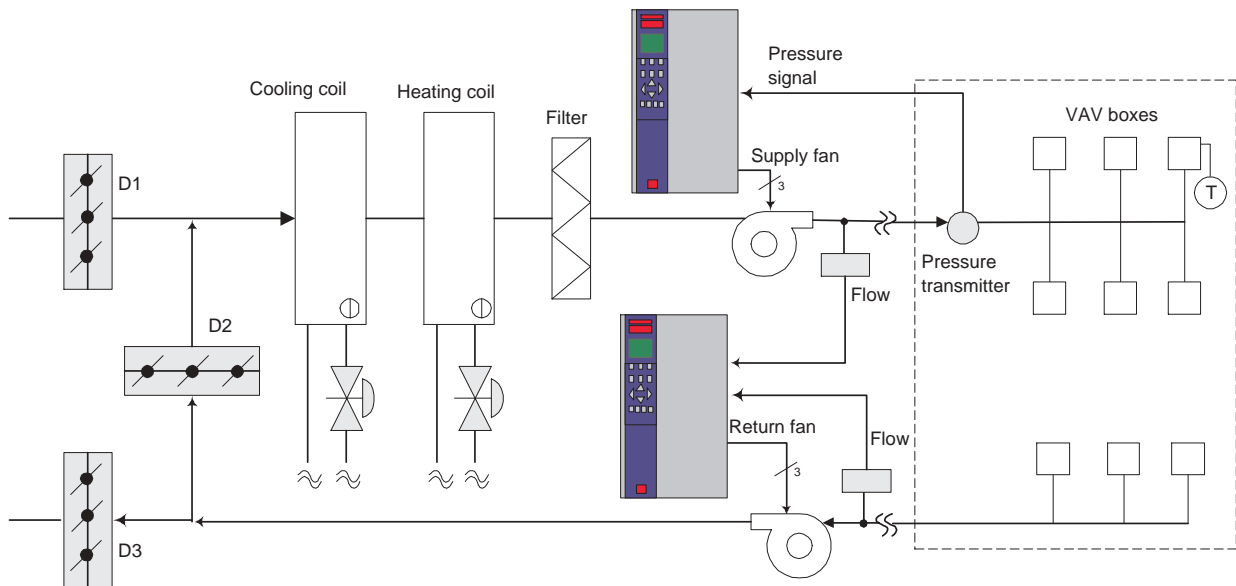 Pressure
signal
Cooling coil
Heating coil
Filter
VAV boxes
Supply fan
3
D1
T
Pressure
transmitter
Flow
D2
Return fan
Flow
3
D3